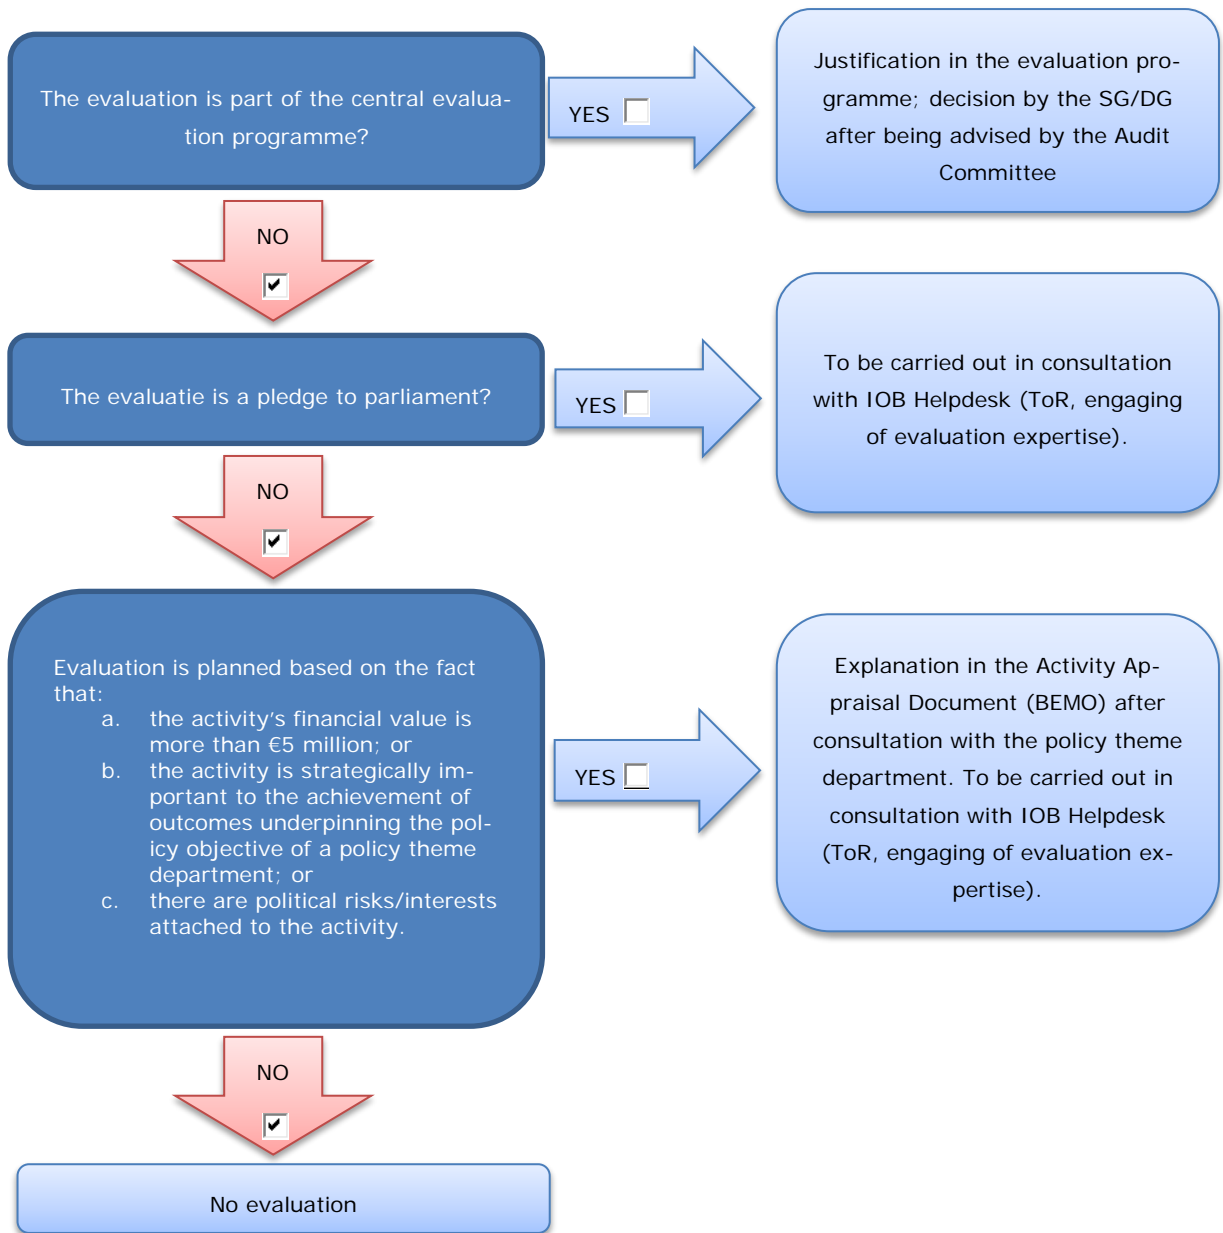 The evaluation is part of the central evalua-
tion programme?
YES
Justification in the evaluation pro-
gramme; decision by the SG/DG
after being advised by the Audit
Committee
NO
The evaluatie is a pledge to parliament?
YES
To be carried out in consultation
with IOB Helpdesk (ToR, engaging
of evaluation expertise).
NO
Evaluation is planned based on the fact
that:
a. the activity's financial value is
more than €5 million; or
b. the activity is strategically im-
portant to the achievement of
outcomes underpinning the pol-
icy objective of a policy theme
department; or
c. there are political risks/interests
attached to the activity.
YES
Explanation in the Activity Ap-
praisal Document (BEMO) after
consultation with the policy theme
department. To be carried out in
consultation with IOB Helpdesk
(ToR, engaging of evaluation ex-
pertise).
NO
No evaluation